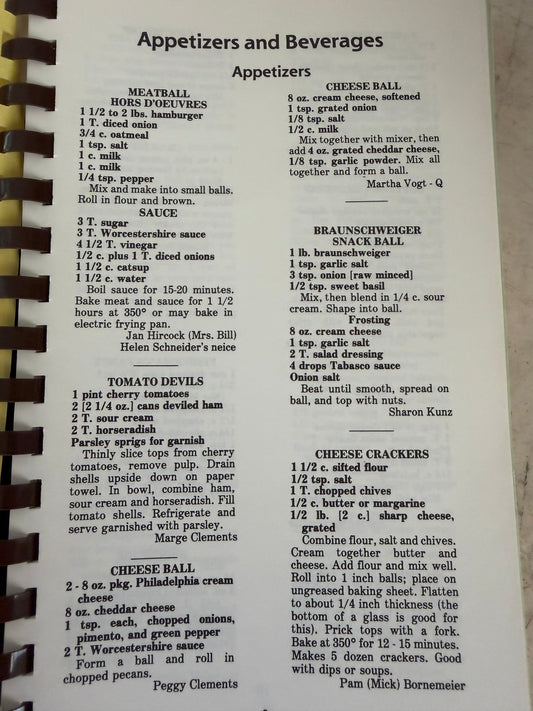 Appetizers and Beverages
Appetizers
MEATBALL
HORS D'OEUVRES
1 1/2 to 2 lbs. hamburger
1 T. diced onion
3/4 c. oatmeal
1 tsp. salt
1 c. milk
1 c. milk
1/4 tsp. pepper
Mix and make into small balls.
Roll in flour and brown.
SAUCE
3 T. sugar
3 T. Worcestershire sauce
4 1/2 T. vinegar
1/2 c. plus 1 T. diced onions
1 1/2 c. catsup
1 1/2 c. water
Boil sauce for 15-20 minutes.
Bake meat and sauce for 1 1/2
hours at 350° or may bake in
electric frying pan.
Jan Hircock (Mrs. Bill)
Helen Schneider's neice
TOMATO DEVILS
1 pint cherry tomatoes
2 [2 1/4 oz.] cans deviled ham
2 T. sour cream
2 T. horseradish
Parsley sprigs for garnish
Thinly slice tops from cherry
tomatoes, remove pulp. Drain
shells upside down on paper
towel. In bowl, combine ham,
sour cream and horseradish. Fill
tomato shells. Refrigerate and
serve garnished with parsley.
Marge Clements
CHEESE BALL
2 - 8 oz. pkg. Philadelphia cream
cheese
8 oz. cheddar cheese
1 tsp. each, chopped onions,
pimento, and green pepper
2 T. Worcestershire sauce
Form a ball and roll in
chopped pecans.
Peggy Clements
CHEESE BALL
8 oz. cream cheese, softened
1 tsp. grated onion
1/8 tsp. salt
1/2 c. milk
Mix together with mixer, then
add 4 oz. grated cheddar cheese,
1/8 tsp. garlic powder. Mix all
together and form a ball.
Martha Vogt - Q
BRAUNSCHWEIGER
SNACK BALL
1 lb. braunschweiger
1 tsp. garlic salt
3 tsp. onion [raw minced]
1/2 tsp. sweet basil
Mix, then blend in 1/4 c. sour
cream. Shape into ball.
Frosting
8 oz. cream cheese
1 tsp. garlic salt
2 T. salad dressing
4 drops Tabasco sauce
Onion salt
Beat until smooth, spread on
ball, and top with nuts.
Sharon Kunz
CHEESE CRACKERS
1 1/2 c. sifted flour
1/2 tsp. salt
1 T. chopped chives
1/2 c. butter or margarine
1/2 lb. [2 c.] sharp cheese,
grated
Combine flour, salt and chives.
Cream together butter and
cheese. Add flour and mix well.
Roll into 1 inch balls; place on
ungreased baking sheet. Flatten
to about 1/4 inch thickness (the
bottom of a glass is good for
this). Prick tops with a fork.
Bake at 350° for 12 - 15 minutes.
Makes 5 dozen crackers. Good
with dips or soups.
Pam (Mick) Bornemeier